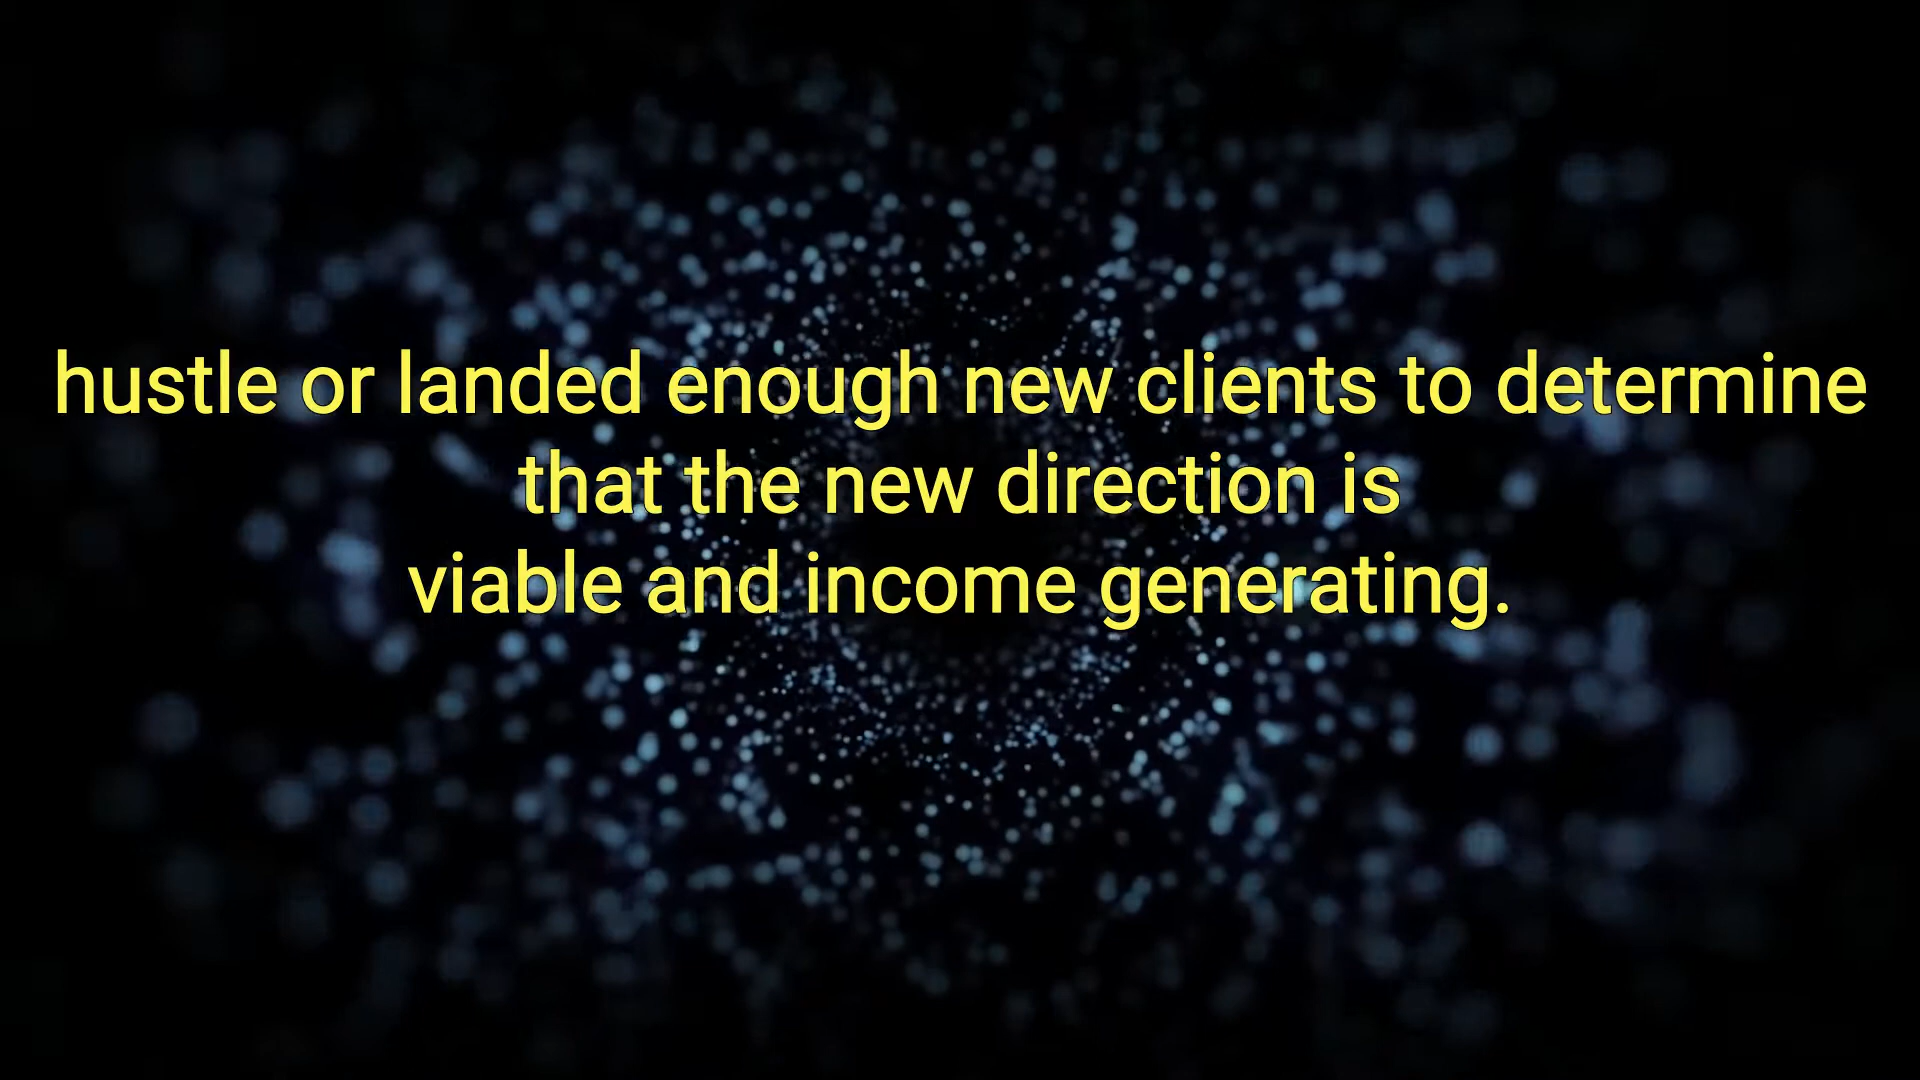 hustle or landed enough new clients to determine
that the new direction is
viable and income generating.